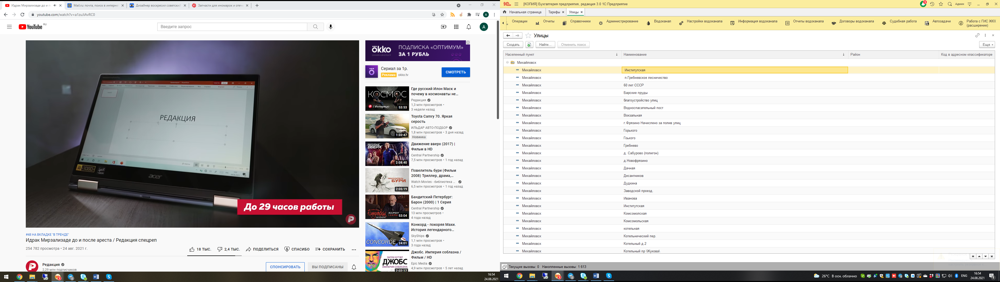 Идрак Мирзализаде до и п
Mail.ru: почта, поиск в интернет
Дизайнер воскресил советский
Запчасти для иномарок и отече
youtube.com/watch?v=a1zuJiAvRC0
YouTube RU
Введите запрос
A
РЕДАКЦИЯ
acer
До 29 часов работы
#48 НА ВКЛАДКЕ "В ТРЕНДЕ"
Идрак Мирзализаде до и после ареста / Редакция спецреп
254 782 просмотра • 24 авг. 2021 г.
18 ТЫС.
2,4 ТЫС.
ПОДЕЛИТЬСЯ
СПАСИБО
СОХРАНИТЬ
Редакция
2,29 млн подписчиков
СПОНСИРОВАТЬ
ВЫ ПОДПИСАНЫ
okko
ПОДПИСКА «ОПТИМУМ»
ЗА 1 РУБЛЬ
Сериал за 1р.
Реклама okko.tv
СМОТРЕТЬ
КОСМОС
/ Интервью
53:53
Где русский Илон Маск и
почему в космонавты не...
Редакция
1,3 млн просмотров •
3 недели назад
1:32:47
Toyota Camry 70. Яркая
серость
ИЛЬДАР АВТО-ПОДБОР
1,8 млн просмотров • 3 дня назад
Новинка
ДВИЖЕНИЕ
ВВЕРХ
2:08:40
Движение вверх (2017) |
Фильм в HD
Central Partnership
7,5 млн просмотров • 1 год назад
ПОВЕЛИТЕЛЬ
БУРИ
2:05:19
Повелитель бури (Фильм
2008) Триллер, драма,...
Watch Movies - библиотека ...
6,5 млн просмотров • 1 год назад
Бандитский
ПЕТЕРБУРГ
БАРОН
53:04
Бандитский Петербург:
Барон (2000) | 1 Серия
Central Partnership
13 млн просмотров •
4 года назад
CONCORDE
24:01
Конкорд - покоряя Махи.
История легендарного...
SkyShips
1,1 млн просмотров •
3 года назад
ЭШТОН КУТЧЕР
ДЖОБС
ИМПЕРИЯ СОБЛАЗНА
2:02:17
Джобс. Империя соблазна /
Фильм / HD
Epic Media
4,9 млн просмотров • 5 лет назад
16:54
24.08.2021
[КОПИЯ] Бухгалтерия предприятия, редакция 3.0 1С:Предприятие
3
Админ
Начальная страница
Тарифы
Улицы
Операции
Отчеты
Справочники
Администрирование
Водоканал
Настройки водоканала
Информация водоканала
Отчеты водоканала
Договоры водоканала
Судебная работа
Автозадачи
Работа с ГИС ЖКХ
(расширение)
Улицы
Создать
Найти...
Отменить поиск
Еще
Населенный пункт
Наименование
Район
Код в адресном классификаторе
Михайловск
Михайловск Институтская
Михайловск п.Гребневское лесничество
Михайловск 60 лет СССР
Михайловск Барские пруды
Михайловск благоустройство улиц
Михайловск Водноспасательный пост
Михайловск Вокзальная
Михайловск г.Фрязино Начислено за полив улиц
Михайловск Горького
Михайловск Гоького
Михайловск Гребнево
Михайловск д. Сабурово (полигон)
Михайловск д.Новофрязино
Михайловск Дачная
Михайловск Десантников
Михайловск Дудкина
Михайловск Заводской проезд.
Михайловск Иванова
Михайловск Институтская
Михайловск Комсомопская
Михайловск Комсомольская
Михайловск котельная
Михайловск Котельнический пер.
Михайловск Котельный д.2
Михайловск Котельный пр \Жукова\
Текущие вызовы: 0 Накопленные вызовы: 1 613
26°C В осн. облачно
ENG
16:54
24.08.2021